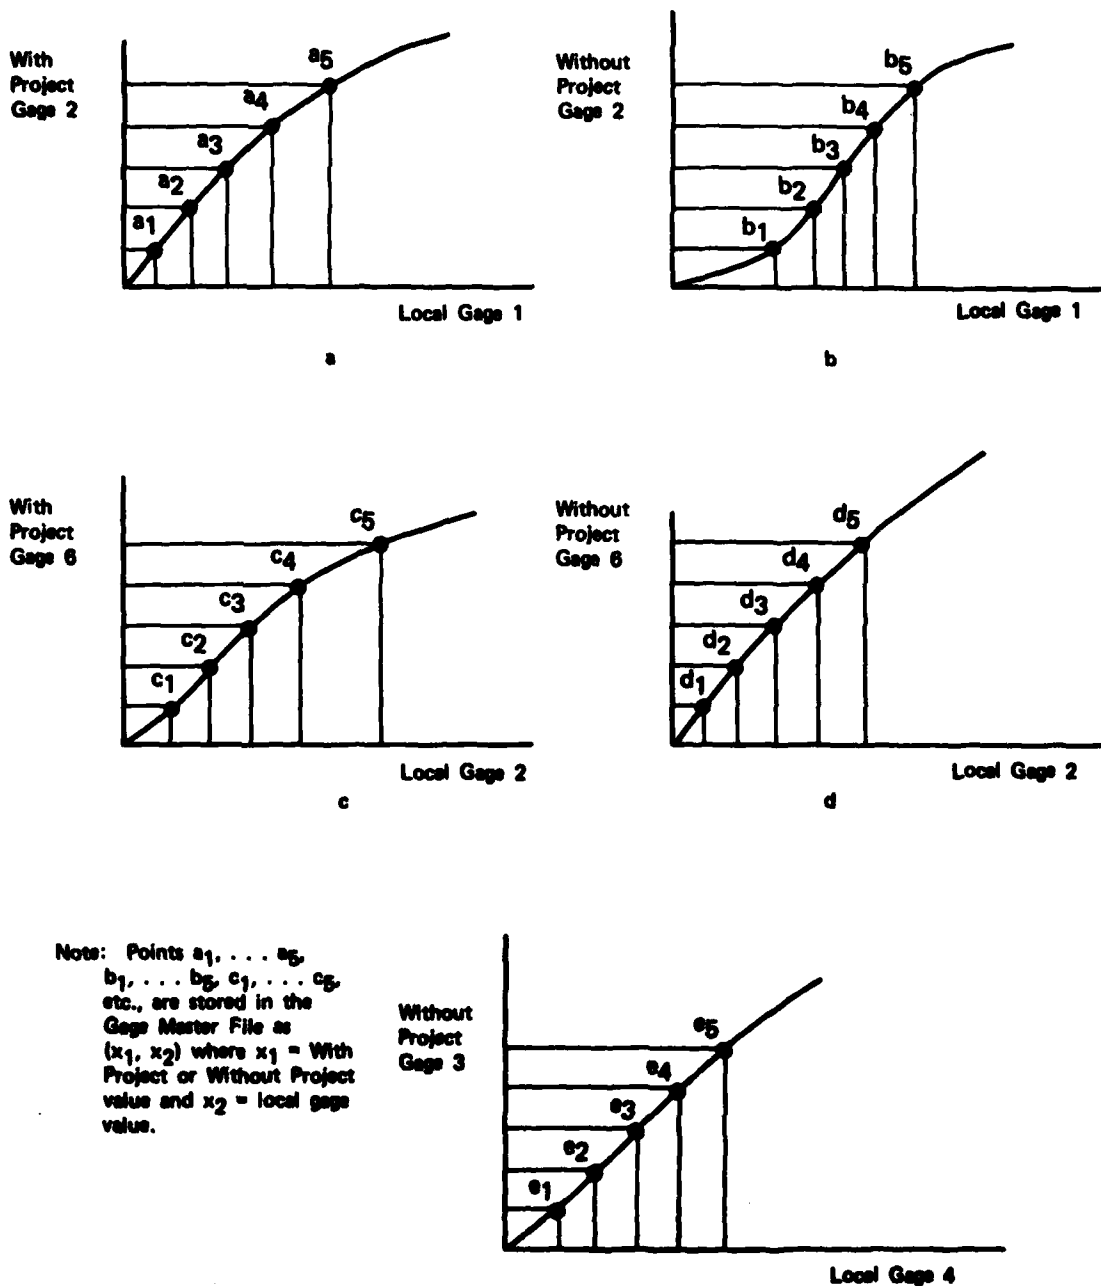 With
Project
Gage 2
a1
a2
a3
a4
a5
Local Gage 1
a
Without
Project
Gage 2
b1
b2
b3
b4
b5
Local Gage 1
b
With
Project
Gage 6
c1
c2
c3
c4
c5
Local Gage 2
c
Without
Project
Gage 6
d1
d2
d3
d4
d5
Local Gage 2
d
Note: Points a1, . . . a5,
b1, . . . b5, c1, . . . c5,
etc., are stored in the
Gage Master File as
(x1, x2) where x1 = With
Project or Without Project
value and x2 = local gage
value.
Without
Project
Gage 3
e1
e2
e3
e4
e5
Local Gage 4